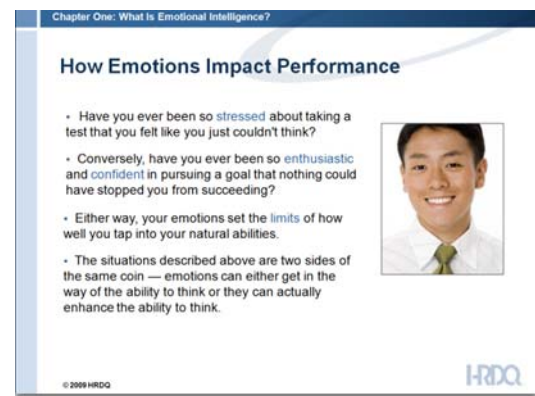 Chapter One: What Is Emotional Intelligence?
How Emotions Impact Performance
• Have you ever been so stressed about taking a
test that you felt like you just couldn't think?
• Conversely, have you ever been so enthusiastic
and confident in pursuing a goal that nothing could
have stopped you from succeeding?
• Either way, your emotions set the limits of how
well you tap into your natural abilities.
• The situations described above are two sides of
the same coin — emotions can either get in the
way of the ability to think or they can actually
enhance the ability to think.
© 2009 HRDQ
HRDQ